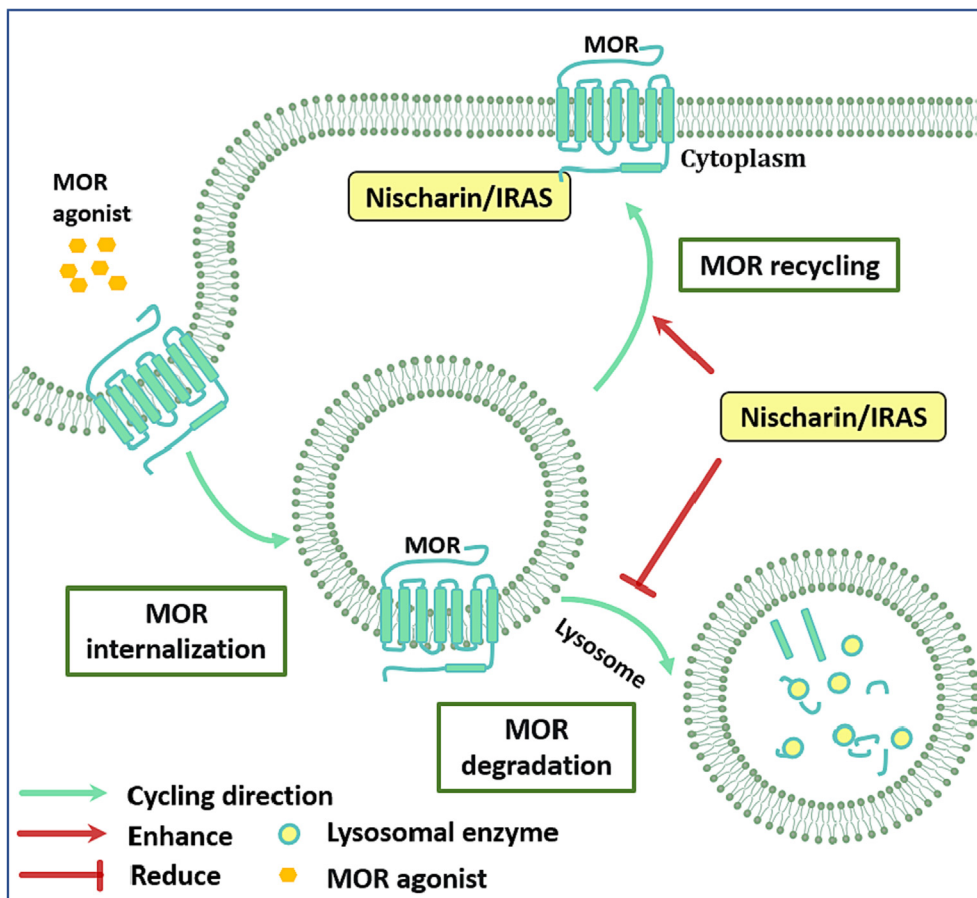 MOR
Cytoplasm
MOR
agonist
Nischarin/IRAS
MOR recycling
Nischarin/IRAS
MOR
MOR
internalization
Lysosome
MOR
degradation
Cycling direction
Enhance
Lysosomal enzyme
Reduce
MOR agonist